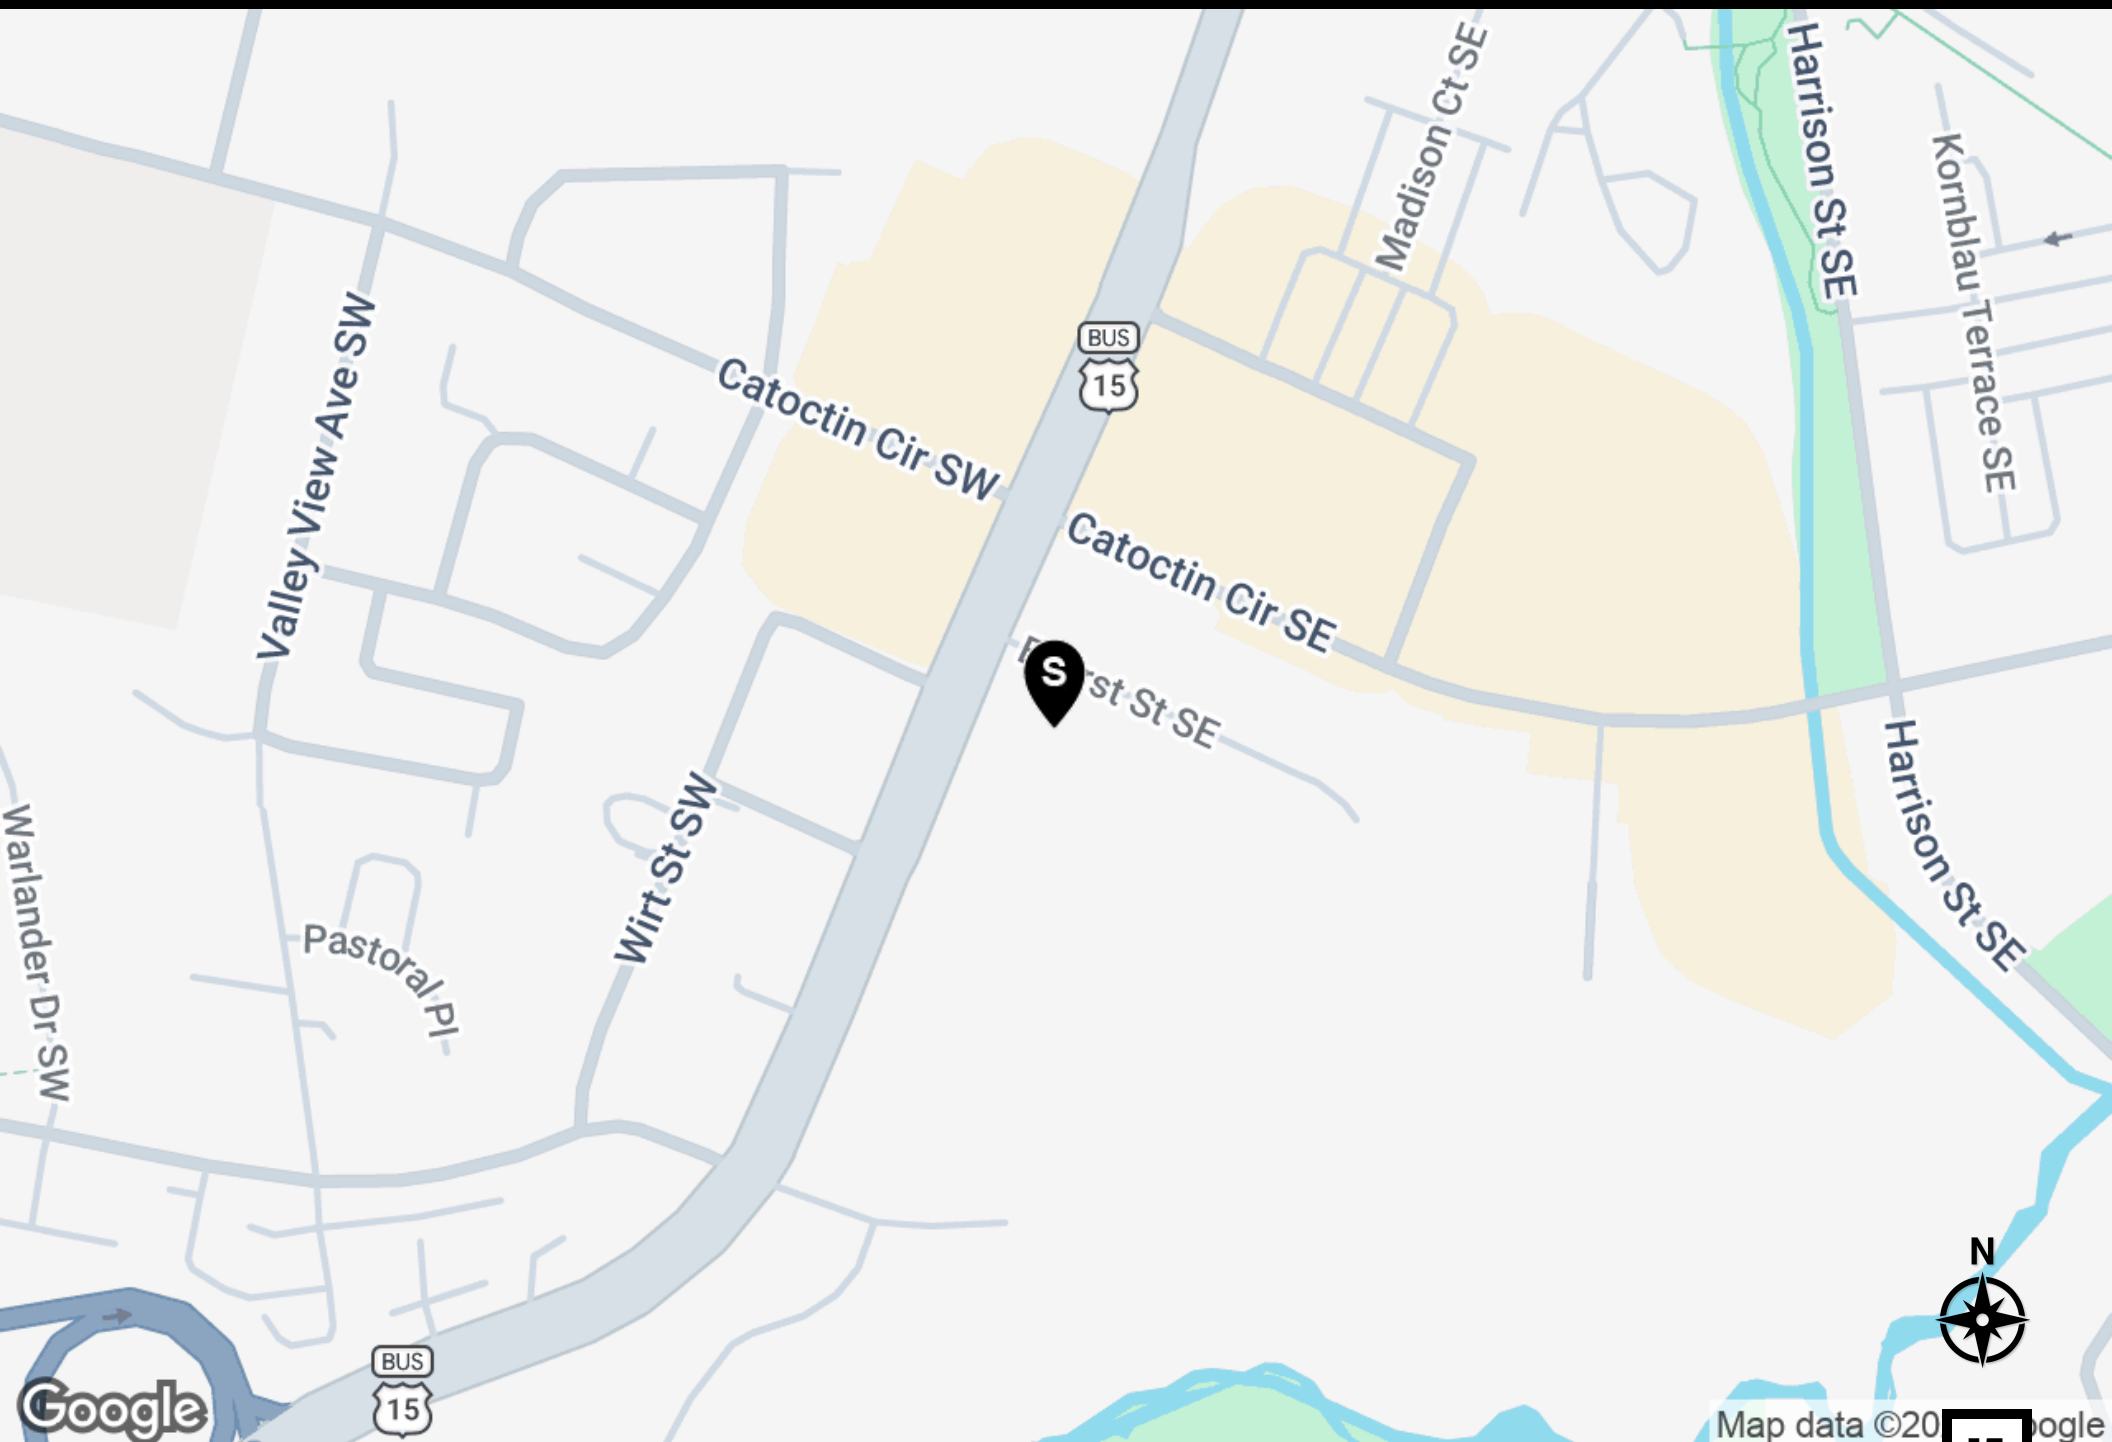 Madison Ct SE
Harrison St SE
Kornblau Terrace SE
Valley View Ave SW
BUS
15
Catoctin Cir SW
Catoctin Cir SE
S
St SE
Wirt St SW
Harrison St SE
Warlander Dr SW
Pastoral Pl
N
BUS
15
Google
Map data ©20